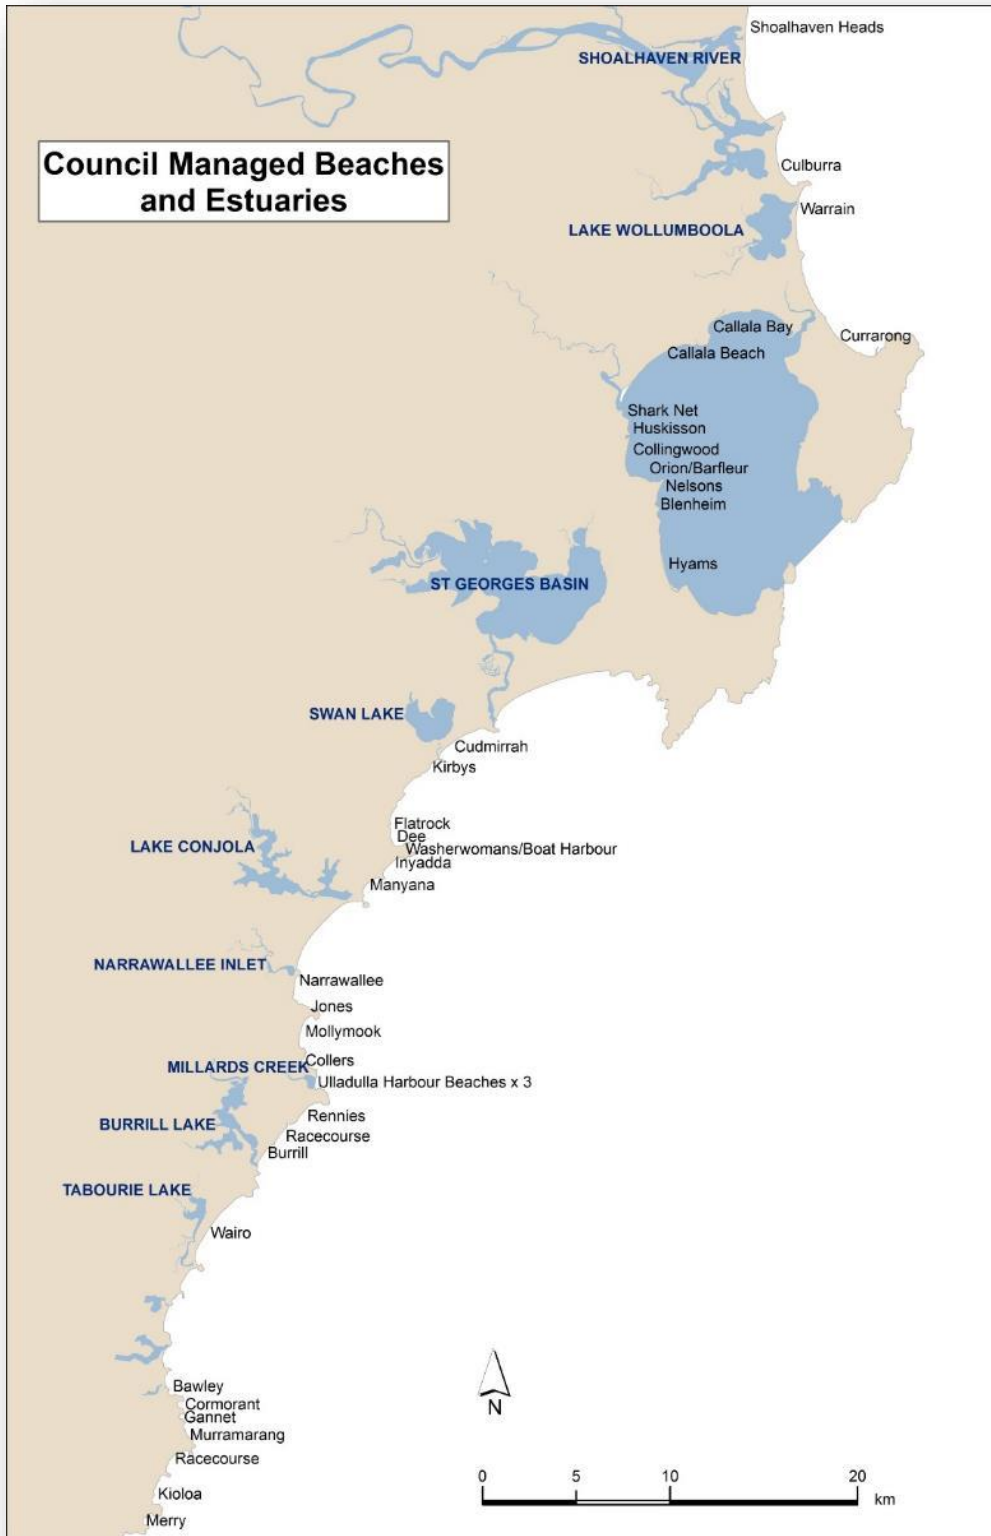 Shoalhaven Heads
SHOALHAVEN RIVER
Council Managed Beaches
and Estuaries
Culburra
Warrain
LAKE WOLLUMBOOLA
Callala Bay
Currarong
Callala Beach
Shark Net
Huskisson
Collingwood
Orion/Barfleur
Nelsons
Blenheim
Hyams
ST GEORGES BASIN
SWAN LAKE
Cudmirrah
Kirbys
Flatrock
Dee
LAKE CONJOLA
Washerwomans/Boat Harbour
Inyadda
Manyana
NARRAWALLEE INLET
Narrawallee
Jones
Mollymook
Collers
MILLARDS CREEK
Ulladulla Harbour Beaches x 3
Rennies
BURRILL LAKE
Racecourse
Burrill
TABOURIE LAKE
Wairo
Bawley
Cormorant
Gannet
Murramarang
Racecourse
Kioloa
Merry
N
0 5 10 20
km